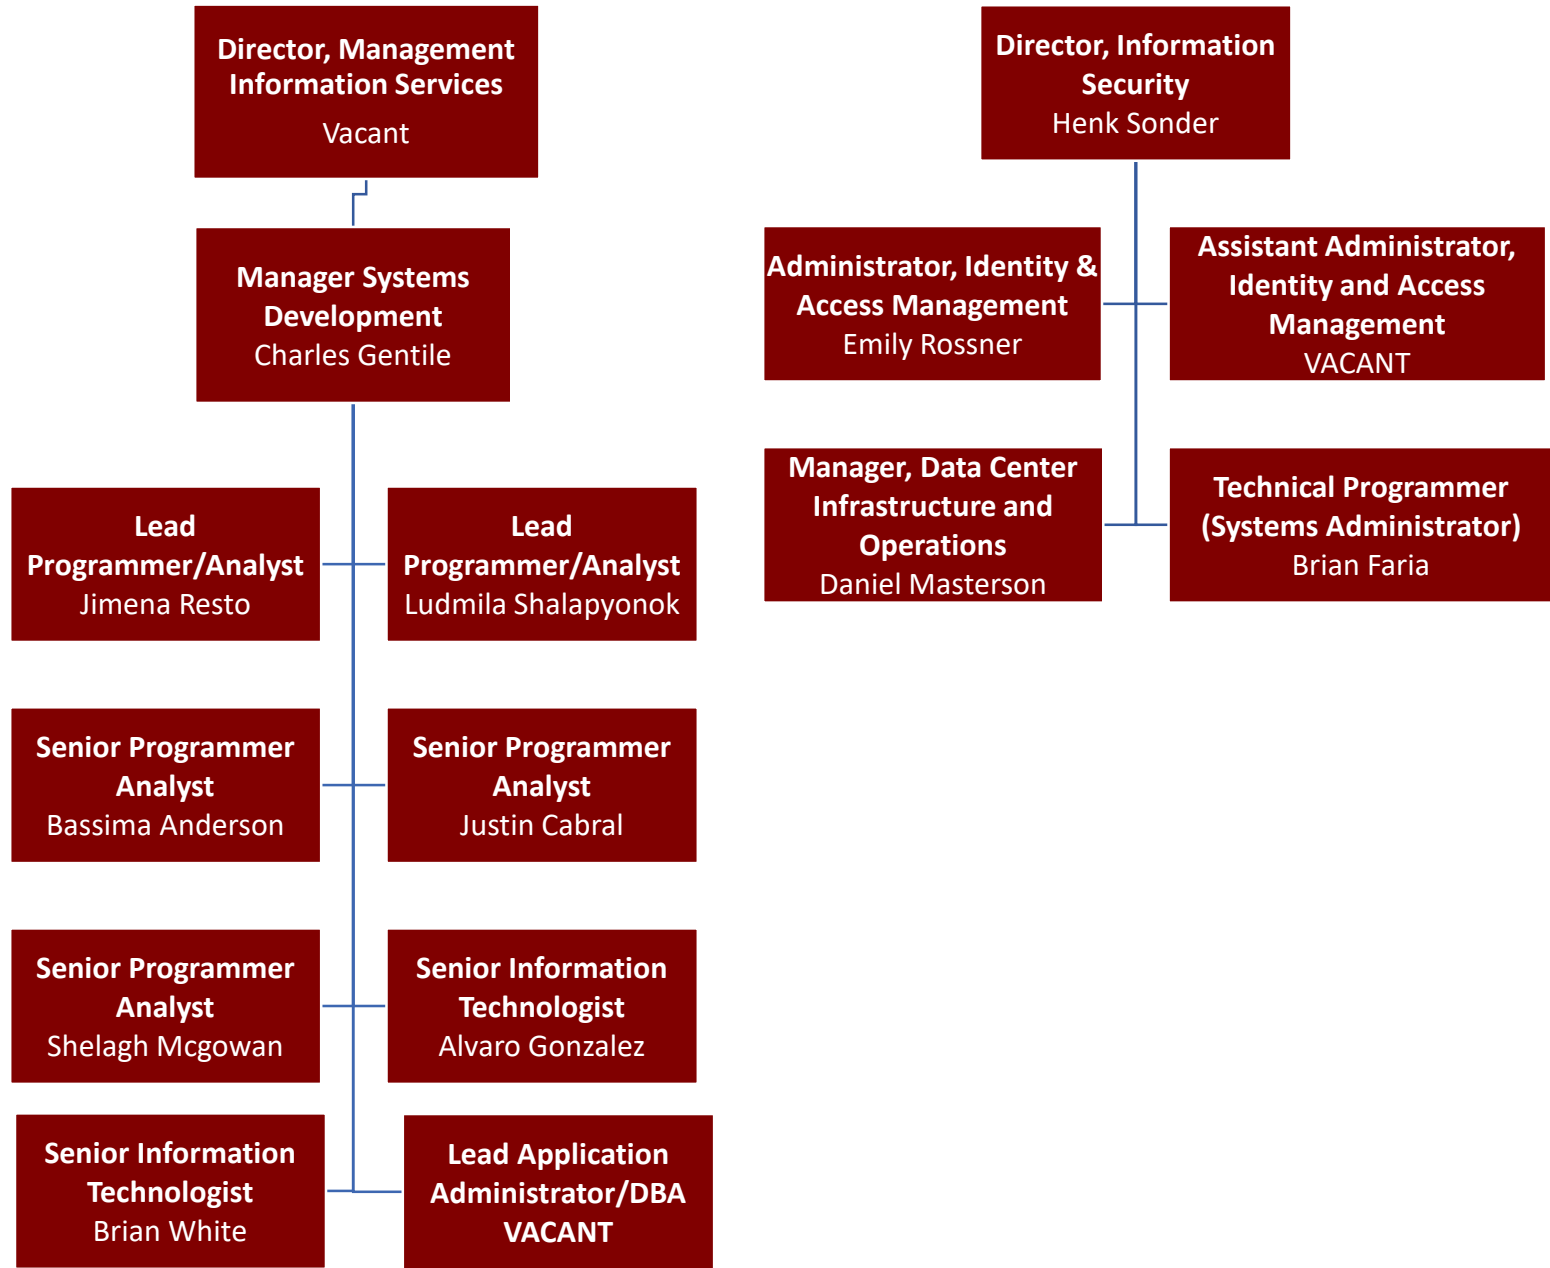 Director, Management
Information Services
Vacant
Manager Systems
Development
Charles Gentile
Lead
Programmer/Analyst
Jimena Resto
Lead
Programmer/Analyst
Ludmila Shalapyonok
Senior Programmer
Analyst
Bassima Anderson
Senior Programmer
Analyst
Justin Cabral
Senior Programmer
Analyst
Shelagh Mcgowan
Senior Information
Technologist
Alvaro Gonzalez
Senior Information
Technologist
Brian White
Lead Application
Administrator/DBA
VACANT
Director, Information
Security
Henk Sonder
Administrator, Identity &
Access Management
Emily Rossner
Assistant Administrator,
Identity and Access
Management
VACANT
Manager, Data Center
Infrastructure and
Operations
Daniel Masterson
Technical Programmer
(Systems Administrator)
Brian Faria